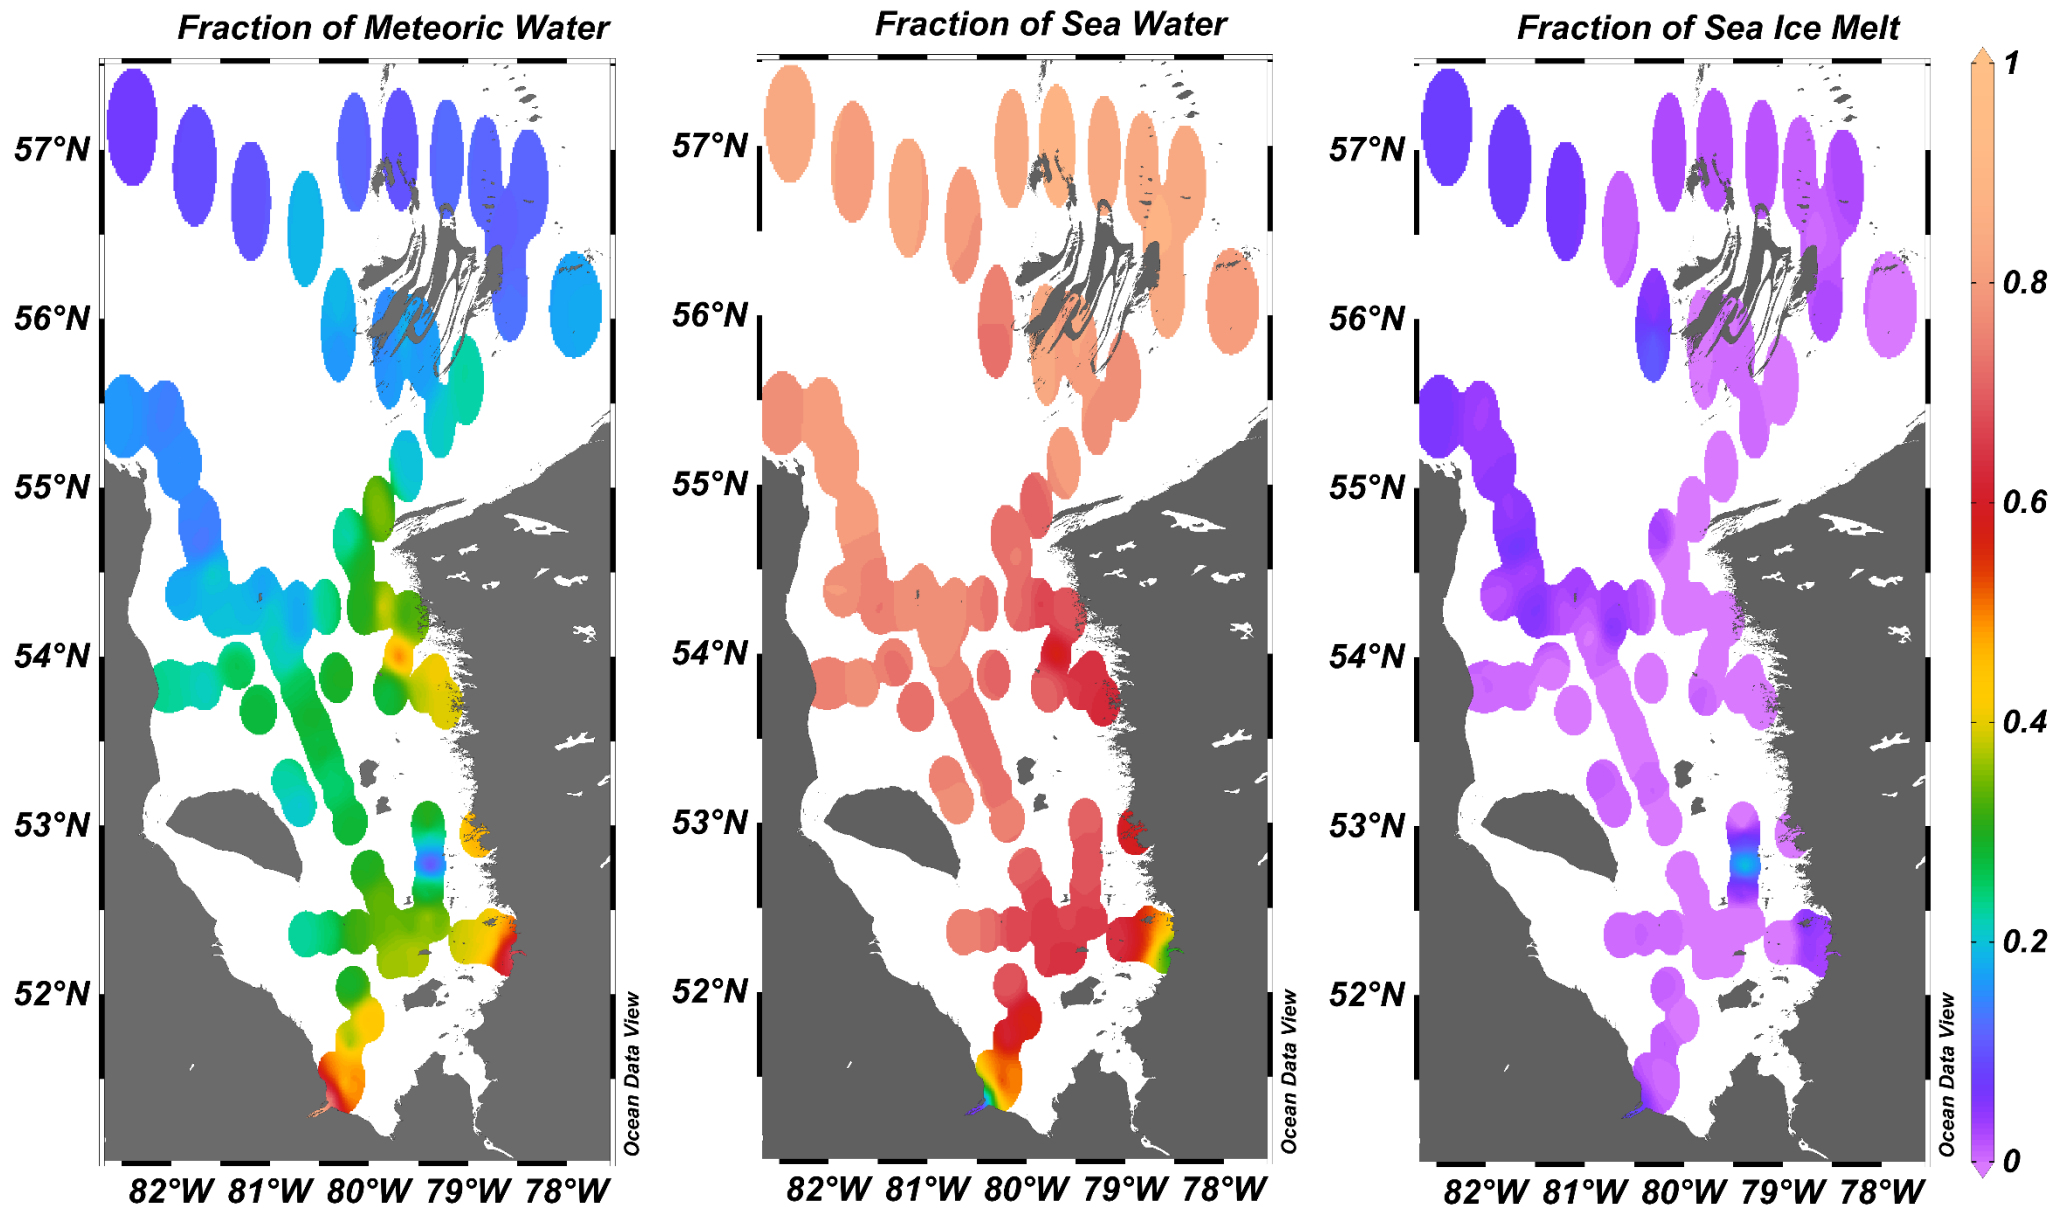 Fraction of Meteoric Water
Fraction of Sea Water
Fraction of Sea Ice Melt
57°N
56°N
55°N
54°N
53°N
52°N
82°W 81°W 80°W 79°W 78°W
Ocean Data View
57°N
56°N
55°N
54°N
53°N
52°N
82°W 81°W 80°W 79°W 78°W
Ocean Data View
57°N
56°N
55°N
54°N
53°N
52°N
82°W 81°W 80°W 79°W 78°W
Ocean Data View
1
0.8
0.6
0.4
0.2
0